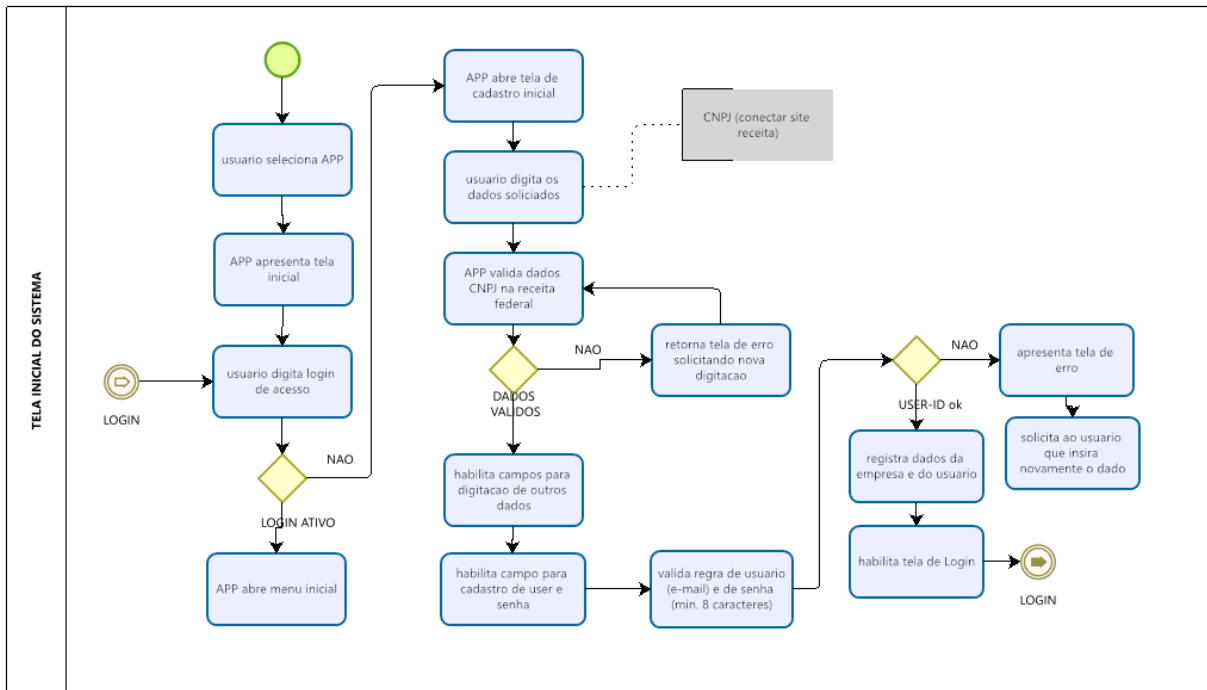 TELA INICIAL DO SISTEMA
usuario seleciona APP
APP apresenta tela
inicial
LOGIN
usuario digita login
de acesso
NAO
LOGIN ATIVO
APP abre menu inicial
APP abre tela de
cadastro inicial
CNPJ (conectar site
receita)
usuario digita os
dados soliciados
APP valida dados
CNPJ na receita
federal
NAO
DADOS
VALIDOS
retorna tela de erro
solicitando nova
digitacao
habilita campos para
digitacao de outros
dados
habilita campo para
cadastro de user e
senha
valida regra de usuario
(e-mail) e de senha
(min. 8 caracteres)
NAO
USER-ID ok
apresenta tela de
erro
solicita ao usuario
que insira
novamente o dado
registra dados da
empresa e do usuario
habilita tela de Login
LOGIN